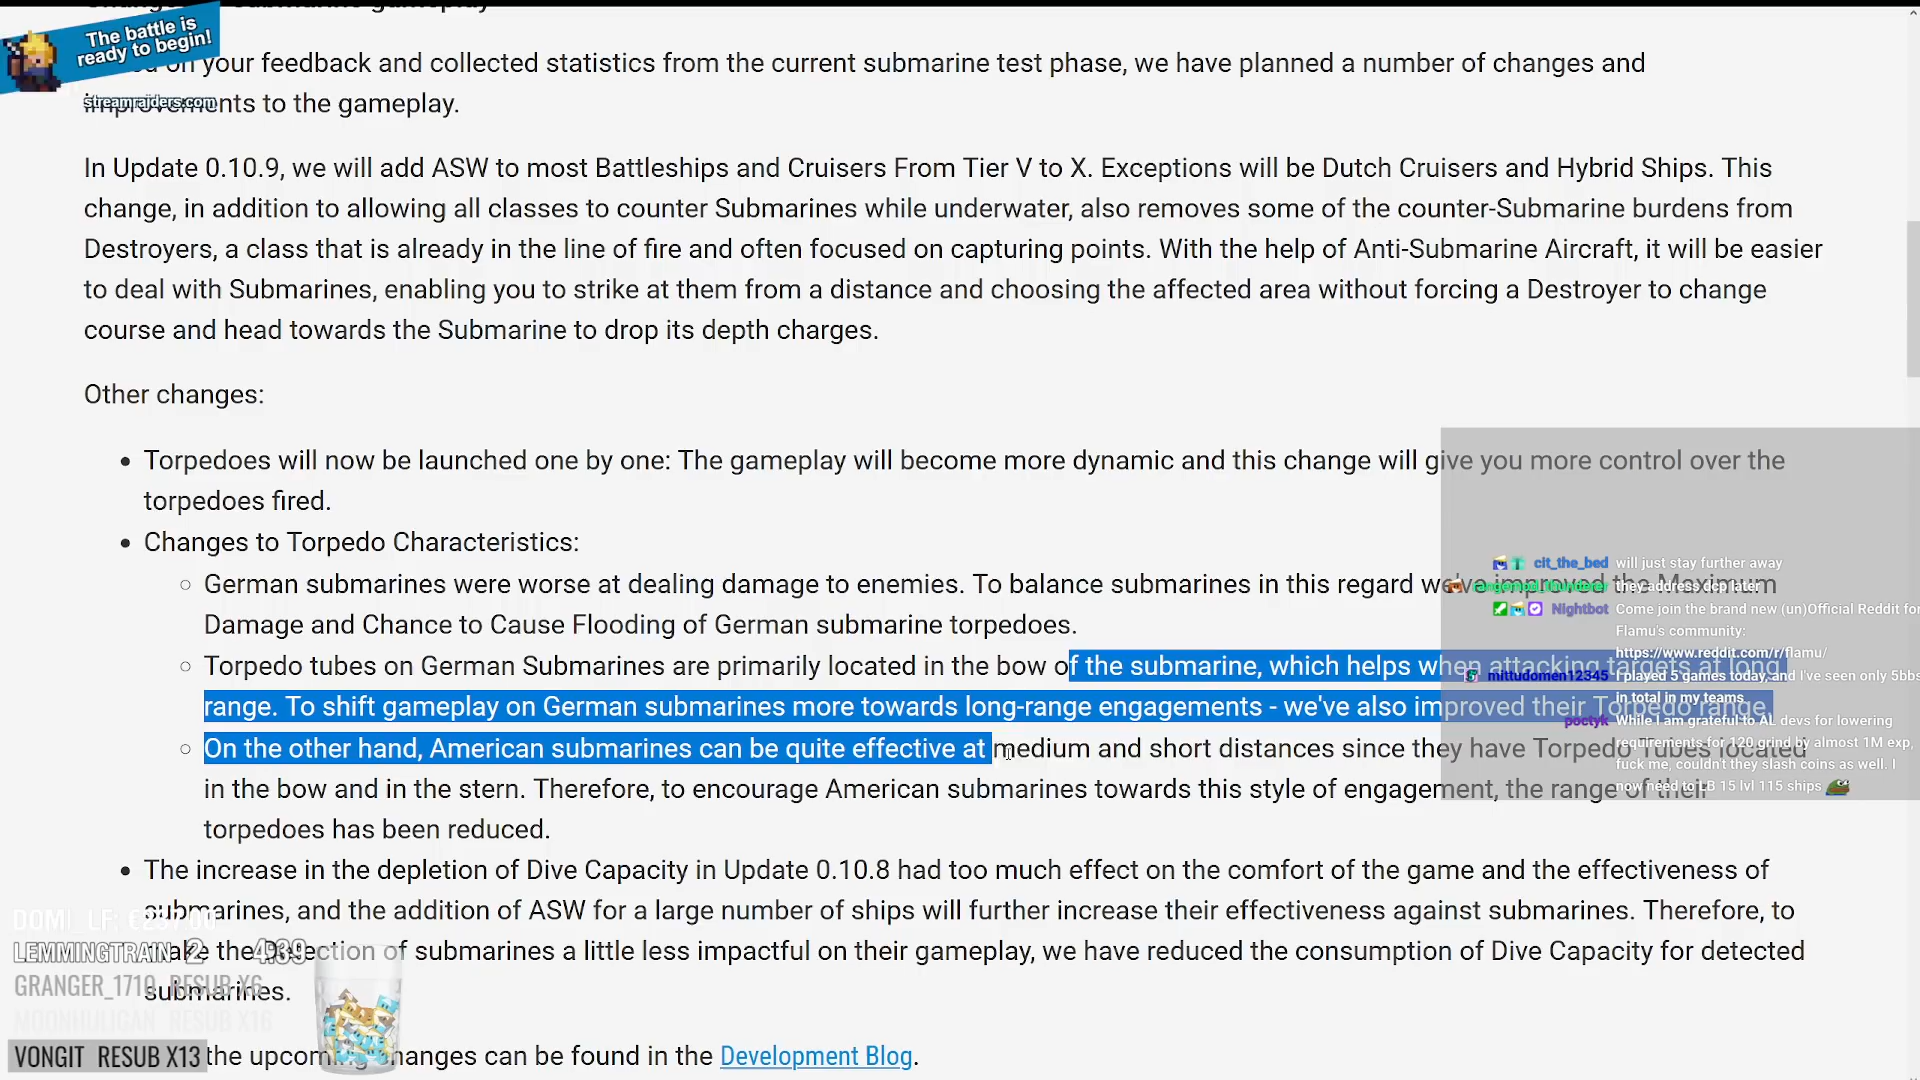 The battle is
ready to begin!
streamraiders.com
on your feedback and collected statistics from the current submarine test phase, we have planned a number of changes and
improvements to the gameplay.
In Update 0.10.9, we will add ASW to most Battleships and Cruisers From Tier V to X. Exceptions will be Dutch Cruisers and Hybrid Ships. This
change, in addition to allowing all classes to counter Submarines while underwater, also removes some of the counter-Submarine burdens from
Destroyers, a class that is already in the line of fire and often focused on capturing points. With the help of Anti-Submarine Aircraft, it will be easier
to deal with Submarines, enabling you to strike at them from a distance and choosing the affected area without forcing a Destroyer to change
course and head towards the Submarine to drop its depth charges.
Other changes:
• Torpedoes will now be launched one by one: The gameplay will become more dynamic and this change will give you more control over the
torpedoes fired.
• Changes to Torpedo Characteristics:
○ German submarines were worse at dealing damage to enemies. To balance submarines in this regard we've improved the Maximum
Damage and Chance to Cause Flooding of German submarine torpedoes.
○ Torpedo tubes on German Submarines are primarily located in the bow of the submarine, which helps when attacking targets at long
range. To shift gameplay on German submarines more towards long-range engagements - we've also improved their Torpedo range.
○ On the other hand, American submarines can be quite effective at medium and short distances since they have Torpedo Tubes located
in the bow and in the stern. Therefore, to encourage American submarines towards this style of engagement, the range of their
torpedoes has been reduced.
• The increase in the depletion of Dive Capacity in Update 0.10.8 had too much effect on the comfort of the game and the effectiveness of
submarines, and the addition of ASW for a large number of ships will further increase their effectiveness against submarines. Therefore, to
make the Detection of submarines a little less impactful on their gameplay, we have reduced the consumption of Dive Capacity for detected
submarines.
the upcoming changes can be found in the Development Blog.
cit_the_bed will just stay further away
they address dcp later
Nightbot Come join the brand new (un)Official Reddit for
Flamu's community:
https://www.reddit.com/r/flamu/
mittudomen12345 I played 5 games today, and I've seen only 5bbs
in total in my teams
poctyk While I am grateful to AL devs for lowering
requirements for 120 grind by almost 1M exp,
fuck me, couldn't they slash coins as well. I
now need to LB 15 lvl 115 ships
DOMI_LF:
LEMMINGTRAIN 2 4:39
GRANGER_1710 RESUB X6
MOONHULIGAN RESUB X16
VONGIT RESUB X13